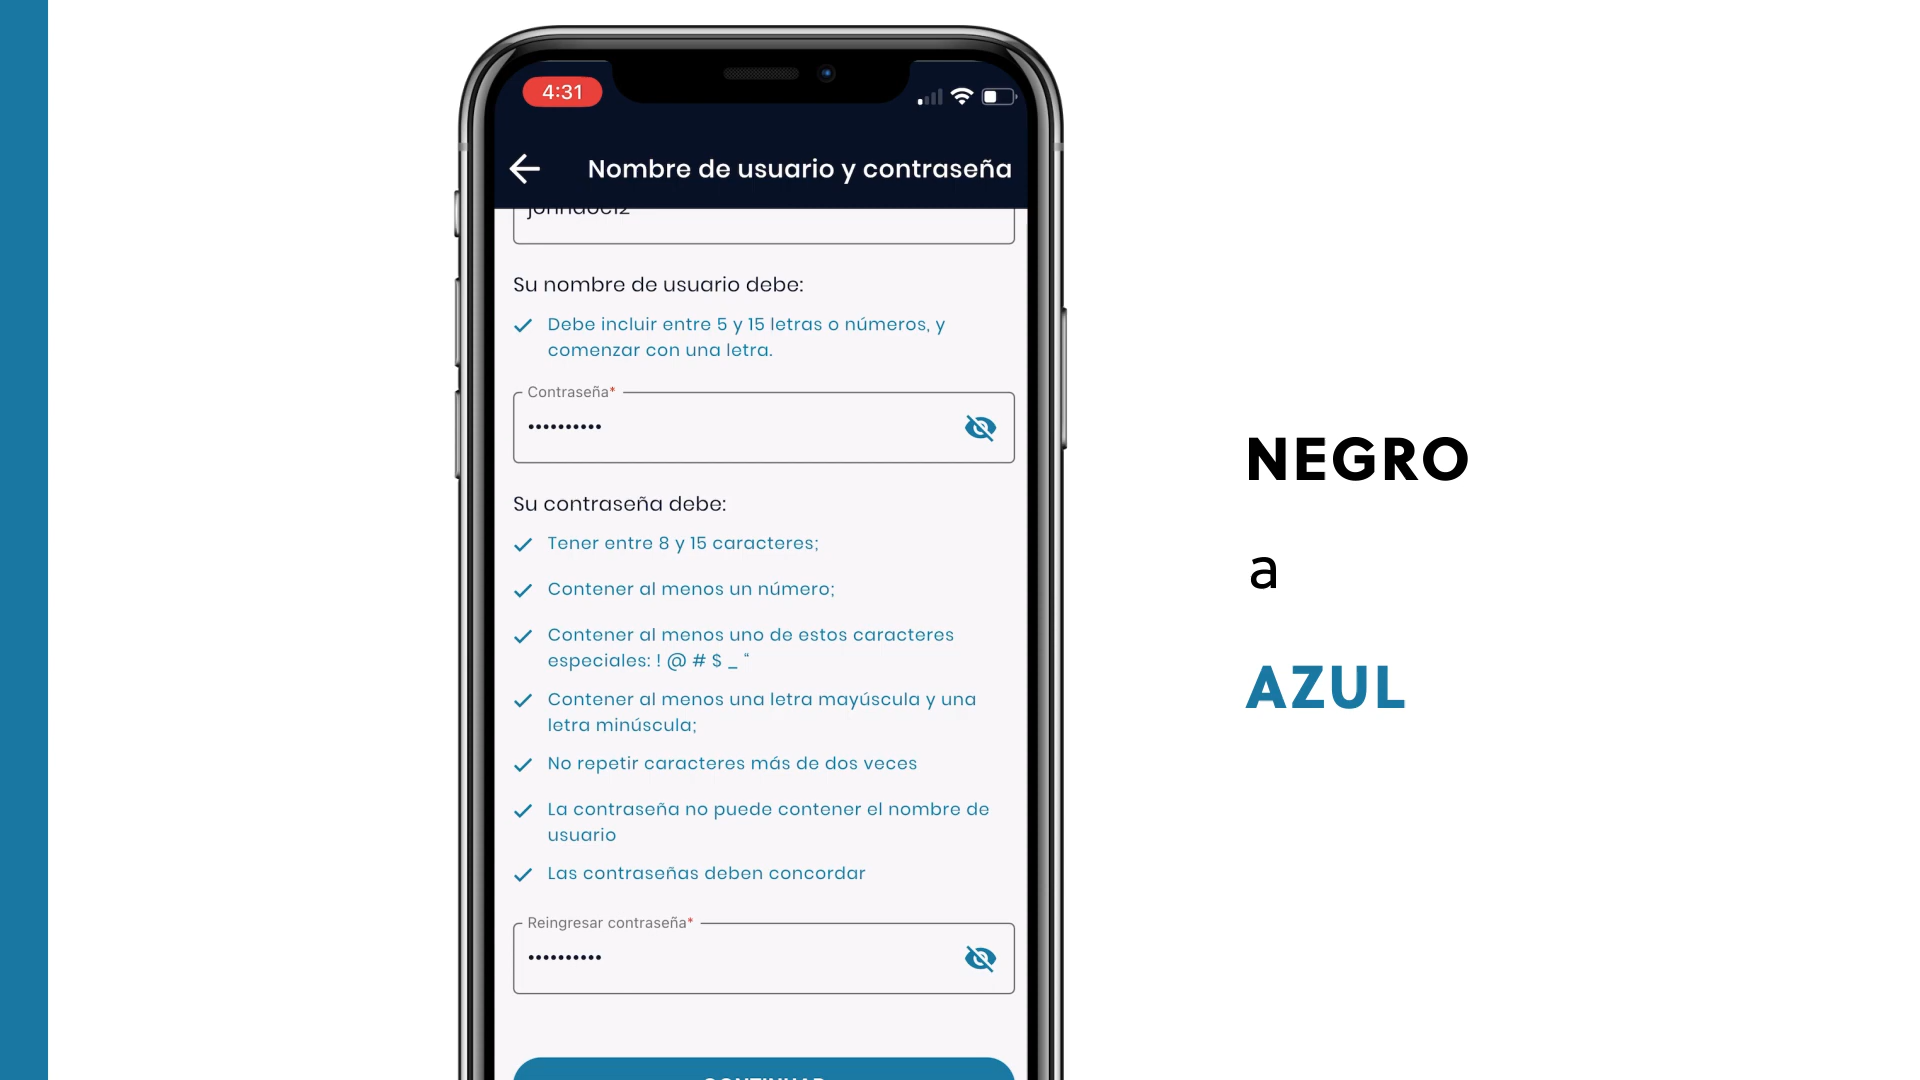 4:31
Nombre de usuario y contraseña
johndoe12
Su nombre de usuario debe:
Debe incluir entre 5 y 15 letras o números, y
comenzar con una letra.
Contraseña*
••••••••••
Su contraseña debe:
Tener entre 8 y 15 caracteres;
Contener al menos un número;
Contener al menos uno de estos caracteres
especiales: ! @ # $ _ “
Contener al menos una letra mayúscula y una
letra minúscula;
No repetir caracteres más de dos veces
La contraseña no puede contener el nombre de
usuario
Las contraseñas deben concordar
Reingresar contraseña*
••••••••••
CONTINUAR
NEGRO
a
AZUL